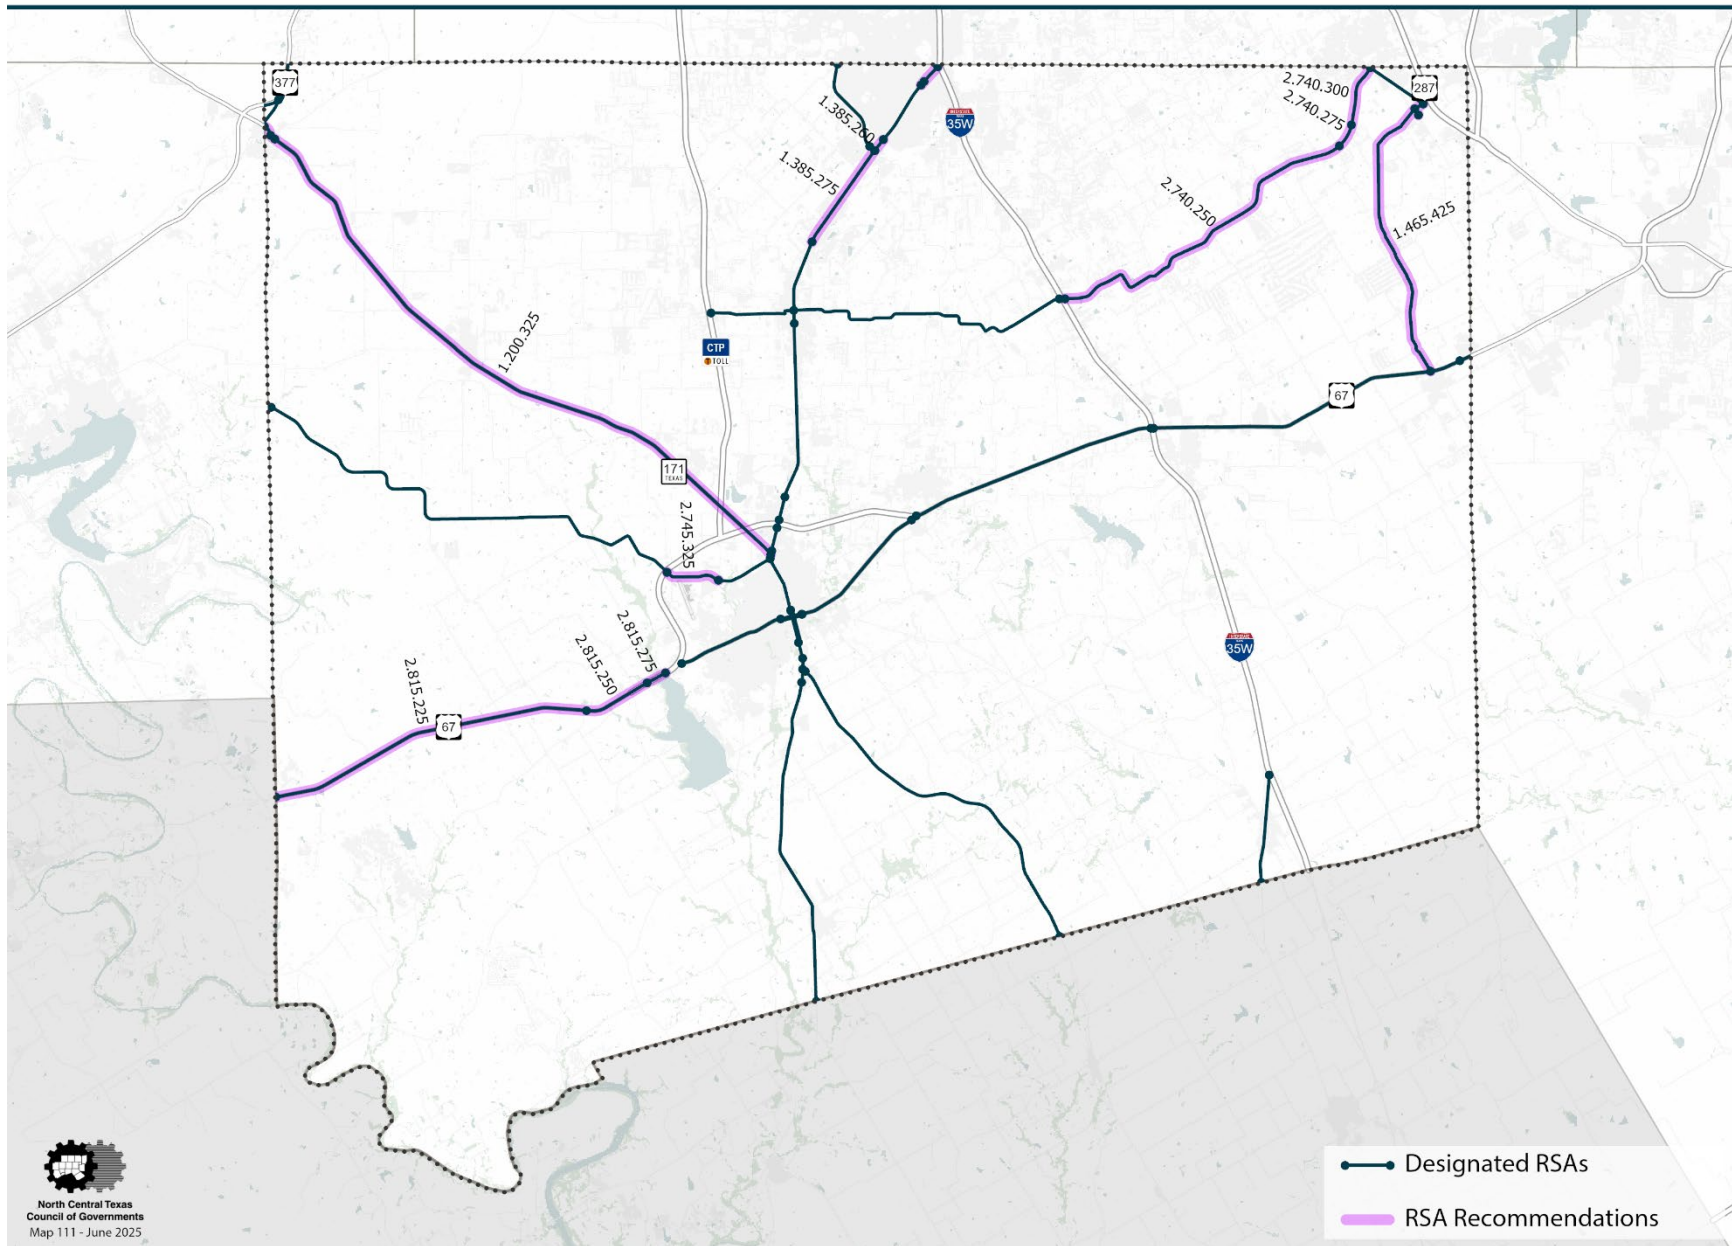 377
287
2.740.300
2.740.275
1.385.260
35W
1.385.275
2.740.250
1.465.425
1.200.325
CTP
TOLL
67
171
TEXAS
2.745.325
2.815.275
2.815.250
35W
2.815.225
67
Designated RSAs
RSA Recommendations
North Central Texas
Council of Governments
Map 111 - June 2025